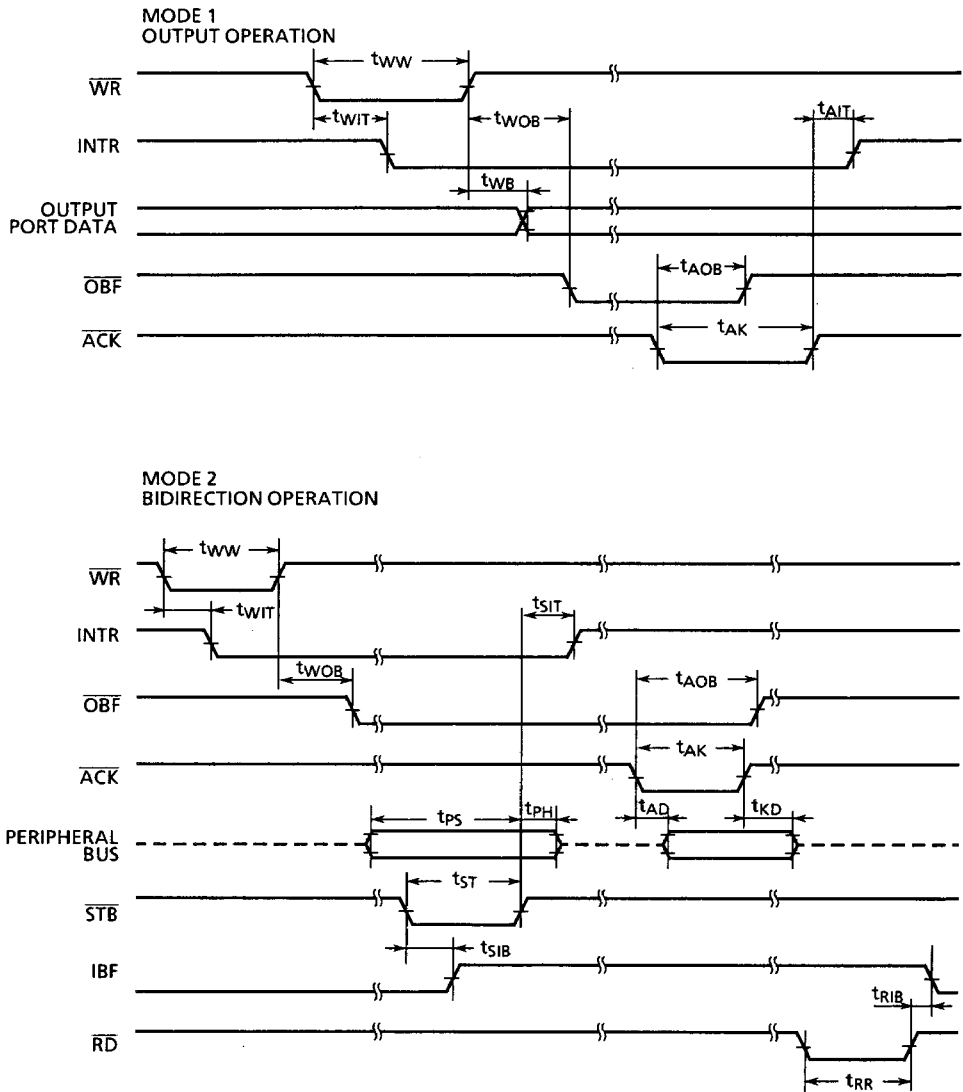 MODE 1
OUTPUT OPERATION
tWW
WR
tWIT
tWOB
tAIT
INTR
tWB
OUTPUT
PORT DATA
tAOB
OBF
tAK
ACK
MODE 2
BIDIRECTION OPERATION
tWW
WR
tWIT
tSIT
INTR
tWOB
tAOB
OBF
tAK
ACK
tAD
tKD
tPS
tPH
PERIPHERAL
BUS
tST
STB
tSIB
IBF
tRIB
RD
tRR